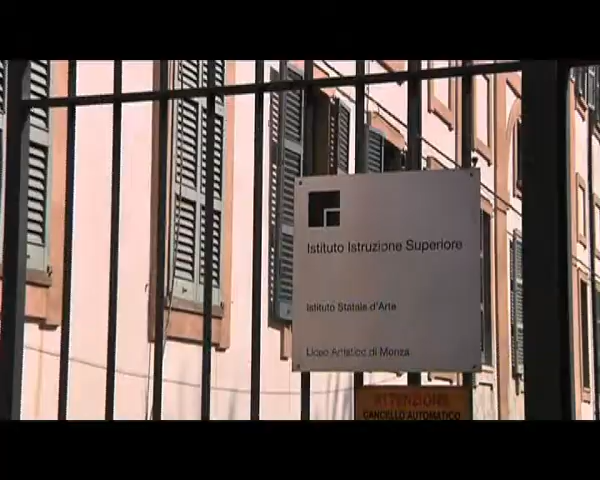 Istituto Istruzione Superiore
Istituto Statale d'Arte
Liceo Artistico di Monza
ATTENZIONE
CANCELLO AUTOMATICO